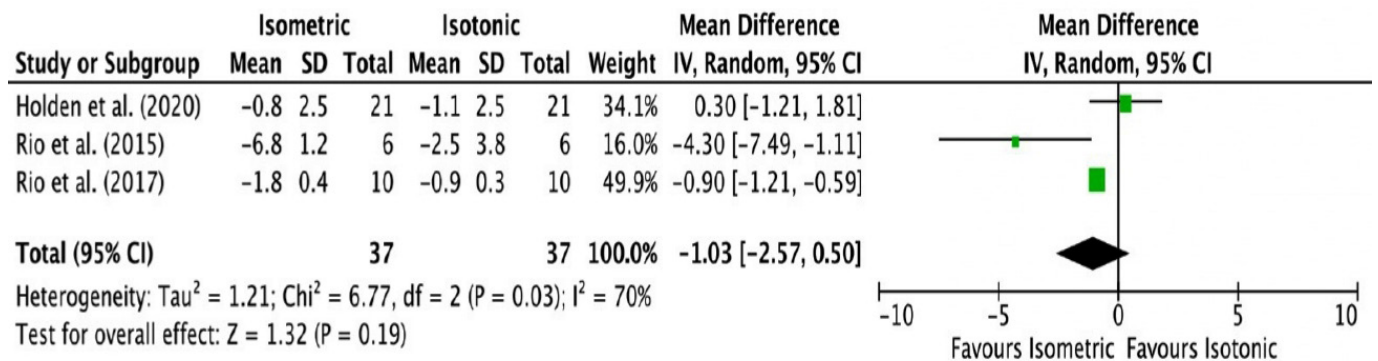 Isometric Isotonic Mean Difference Mean Difference
Study or Subgroup Mean SD Total Mean SD Total Weight IV, Random, 95% CI IV, Random, 95% CI
Holden et al. (2020) −0.8 2.5 21 −1.1 2.5 21 34.1% 0.30 [−1.21, 1.81]
Rio et al. (2015) −6.8 1.2 6 −2.5 3.8 6 16.0% −4.30 [−7.49, −1.11]
Rio et al. (2017) −1.8 0.4 10 −0.9 0.3 10 49.9% −0.90 [−1.21, −0.59]
Total (95% CI) 37 37 100.0% −1.03 [−2.57, 0.50]
Heterogeneity: Tau² = 1.21; Chi² = 6.77, df = 2 (P = 0.03); I² = 70%
Test for overall effect: Z = 1.32 (P = 0.19)
−10 −5 0 5 10
Favours Isometric Favours Isotonic